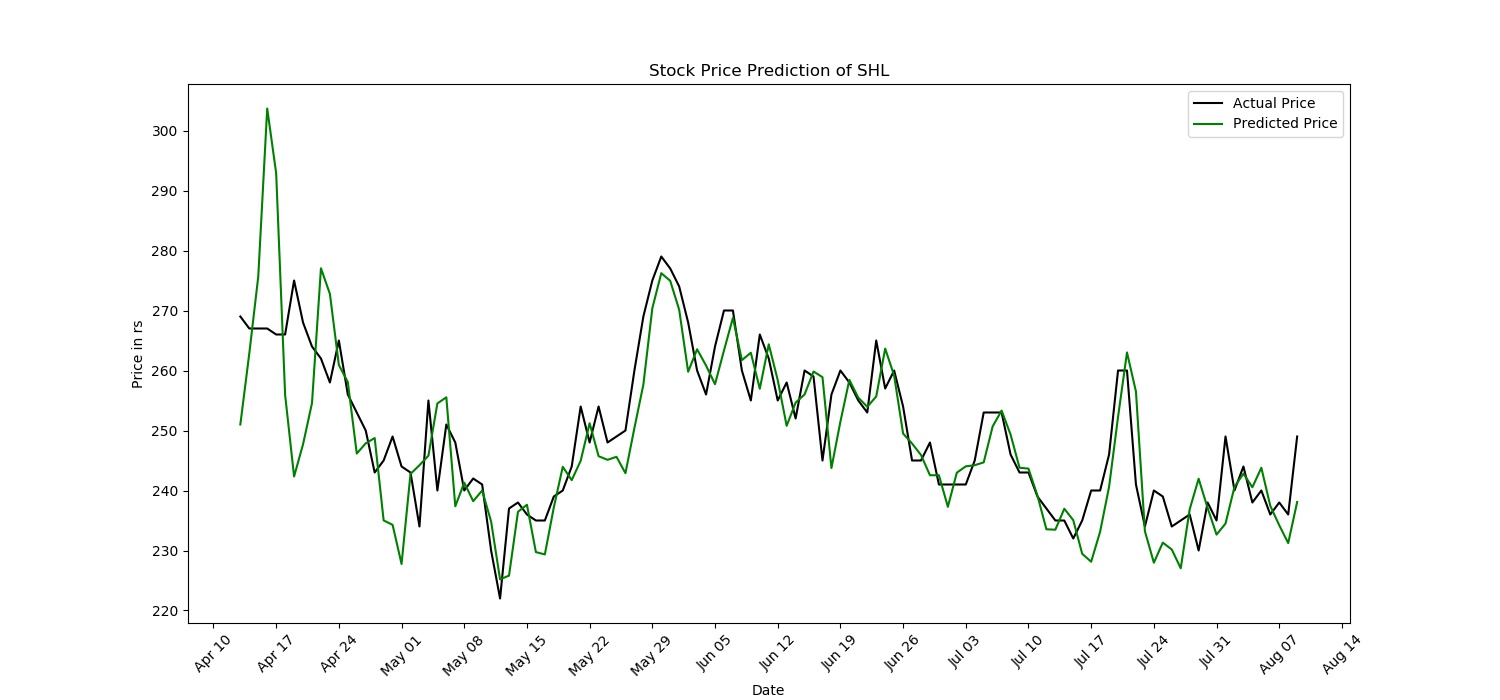 Stock Price Prediction of SHL
Actual Price
Predicted Price
300
290
280
270
260
250
240
230
220
Price in rs
Apr 10
Apr 17
Apr 24
May 01
May 08
May 15
May 22
May 29
Jun 05
Jun 12
Jun 19
Jun 26
Jul 03
Jul 10
Jul 17
Jul 24
Jul 31
Aug 07
Aug 14
Date